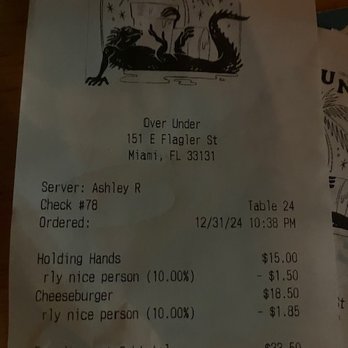 Over Under
151 E Flagler St
Miami, FL 33131
Server: Ashley R
Check #78 Table 24
Ordered: 12/31/24 10:38 PM
Holding Hands $15.00
rly nice person (10.00%) - $1.50
Cheeseburger $18.50
rly nice person (10.00%) - $1.85
UN
St